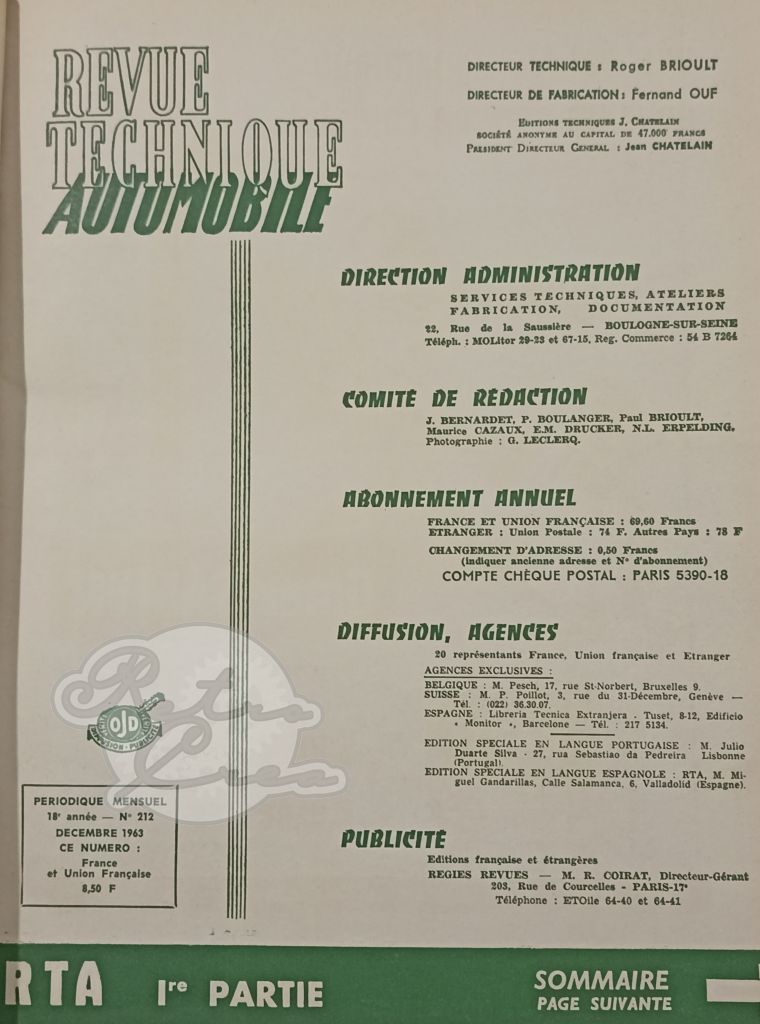 REVUE
TECHNIQUE
AUTOMOBILE
DIRECTEUR TECHNIQUE : Roger BRIOULT
DIRECTEUR DE FABRICATION : Fernand OUF
EDITIONS TECHNIQUES J. CHATELAIN
SOCIÉTÉ ANONYME AU CAPITAL DE 47.000 FRANCS
PRESIDENT DIRECTEUR GENERAL : Jean CHATELAIN
DIRECTION ADMINISTRATION
SERVICES TECHNIQUES, ATELIERS
FABRICATION, DOCUMENTATION
22, Rue de la Saussière — BOULOGNE-SUR-SEINE
Téléph. : MOLitor 29-23 et 67-15, Reg. Commerce : 54 B 7264
COMITÉ DE RÉDACTION
J. BERNARDET, P. BOULANGER, Paul BRIOULT,
Maurice CAZAUX, E.M. DRUCKER, N.L. ERPELDING.
Photographie : G. LECLERQ.
ABONNEMENT ANNUEL
FRANCE ET UNION FRANÇAISE : 69,60 Francs
ETRANGER : Union Postale : 74 F. Autres Pays : 78 F
CHANGEMENT D'ADRESSE : 0,50 Francs
(indiquer ancienne adresse et N° d'abonnement)
COMPTE CHÈQUE POSTAL : PARIS 5390-18
DIFFUSION, AGENCES
20 représentants France, Union française et Etranger
AGENCES EXCLUSIVES :
BELGIQUE : M. Pesch, 17, rue St-Norbert, Bruxelles 9.
SUISSE : M. P. Poillot, 3, rue du 31-Décembre, Genève —
Tél. : (022) 36.30.07.
ESPAGNE : Libreria Tecnica Extranjera - Tuset, 8-12, Edificio
« Monitor », Barcelone — Tél. : 217 5134.
EDITION SPECIALE EN LANGUE PORTUGAISE : M. Julio
Duarte Silva - 27, rua Sebastiao da Pedreira Lisbonne
(Portugal).
EDITION SPECIALE EN LANGUE ESPAGNOLE : RTA, M. Mi-
guel Gandarillas, Calle Salamanca, 6, Valladolid (Espagne).
PUBLICITÉ
Editions française et étrangères
REGIES REVUES — M. R. COIRAT, Directeur-Gérant
203, Rue de Courcelles - PARIS-17e
Téléphone : ETOile 64-40 et 64-41
OJD
Retro
Crea
PERIODIQUE MENSUEL
18e année — N° 212
DECEMBRE 1963
CE NUMERO :
France
et Union Française
8,50 F
RTA Ire PARTIE
SOMMAIRE
PAGE SUIVANTE